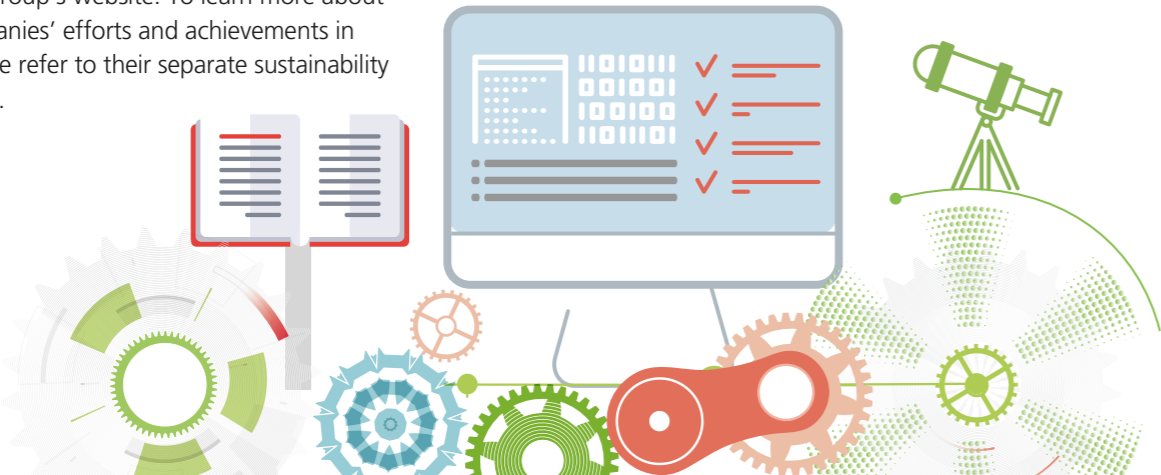 roup's website. To learn more about
anies' efforts and achievements in
e refer to their separate sustainability
.